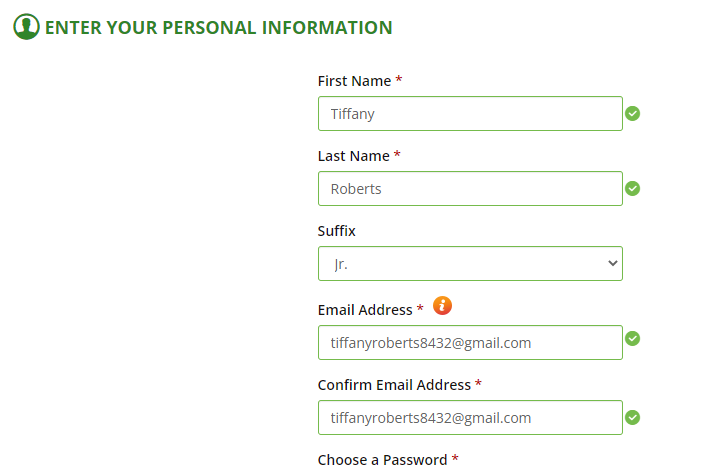 ENTER YOUR PERSONAL INFORMATION
First Name *
Tiffany
Last Name *
Roberts
Suffix
Jr.
Email Address *
tiffanyroberts8432@gmail.com
Confirm Email Address *
tiffanyroberts8432@gmail.com
Choose a Password *